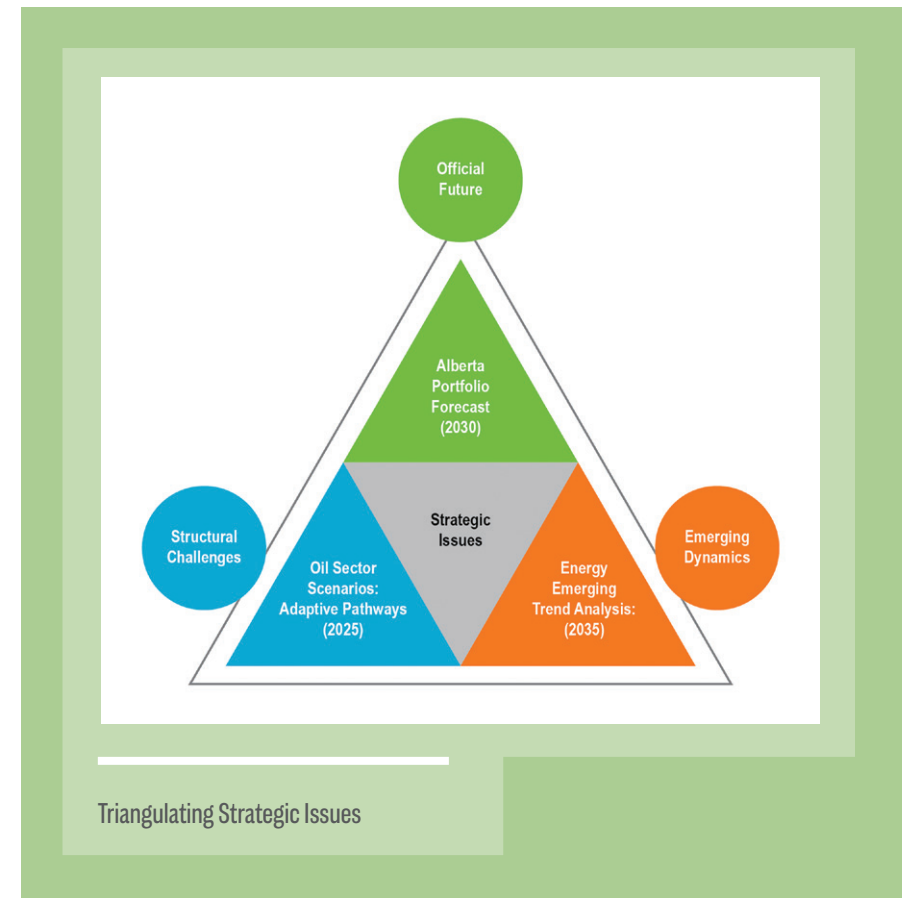 Official
Future
Alberta
Portfolio
Forecast
(2030)
Structural
Challenges
Strategic
Issues
Emerging
Dynamics
Oil Sector
Scenarios:
Adaptive Pathways
(2025)
Energy
Emerging
Trend Analysis:
(2035)
Triangulating Strategic Issues